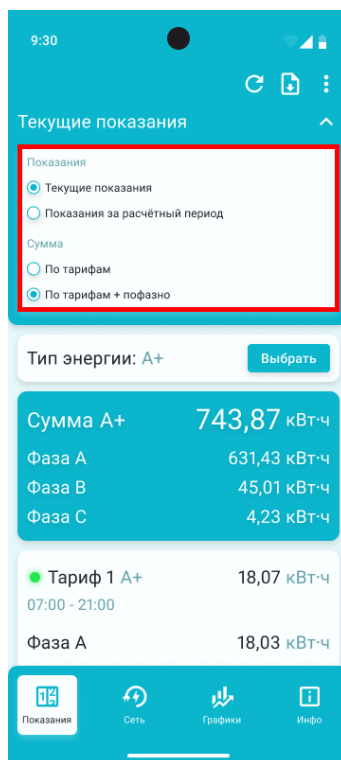 9:30
Текущие показания
Показания
Текущие показания
Показания за расчётный период
Сумма
По тарифам
По тарифам + пофазно
Тип энергии: А+
Выбрать
Сумма А+ 743,87 кВт·ч
Фаза А 631,43 кВт·ч
Фаза В 45,01 кВт·ч
Фаза С 4,23 кВт·ч
Тариф 1 А+ 18,07 кВт·ч
07:00 - 21:00
Фаза А 18,03 кВт·ч
Показания Сеть Графики Инфо